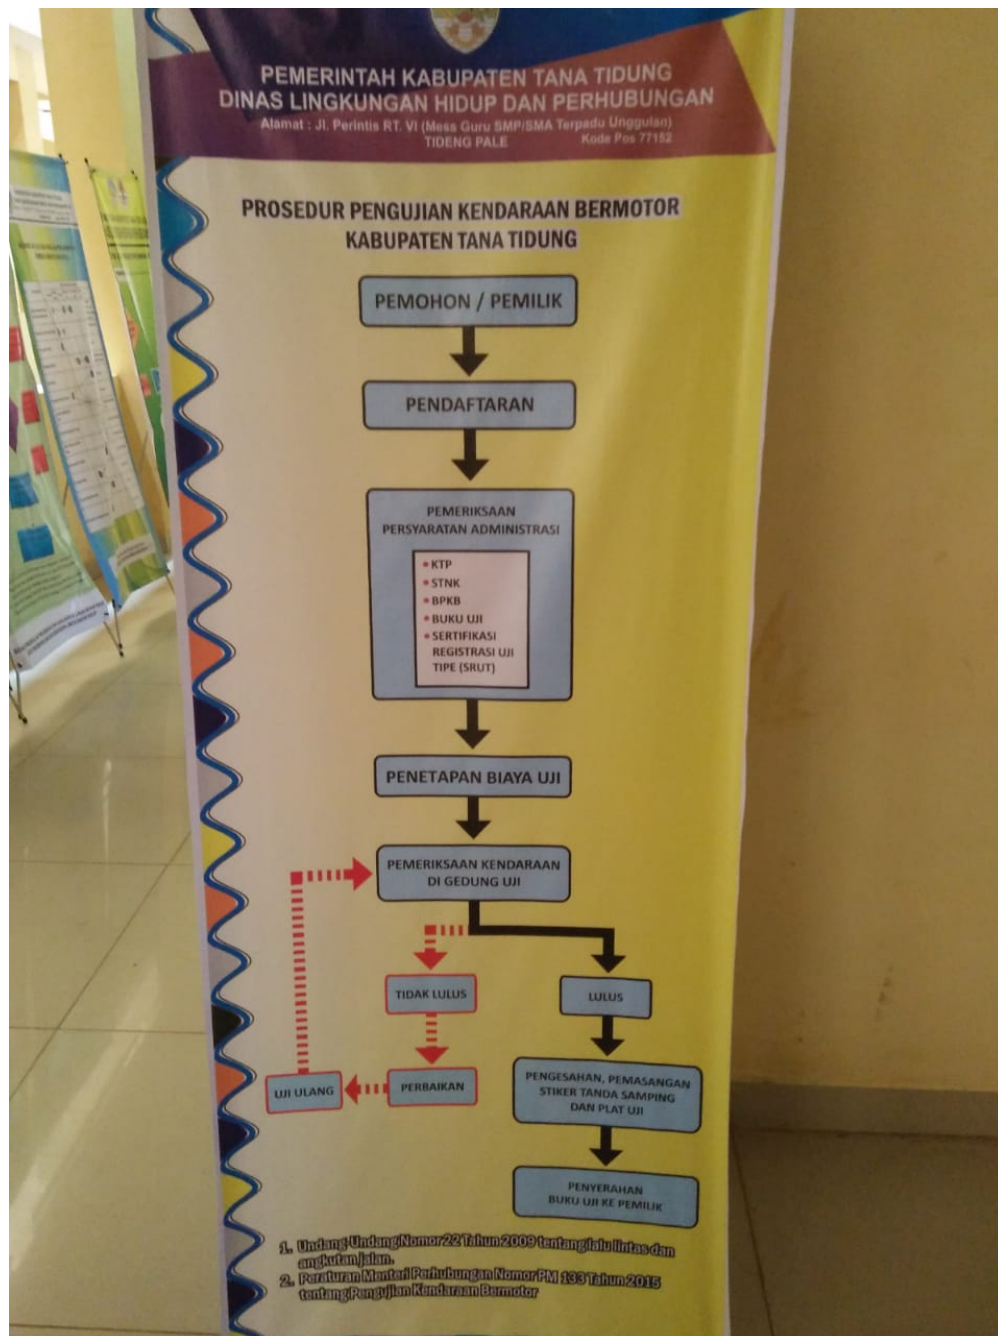 PEMERINTAH KABUPATEN TANA TIDUNG
DINAS LINGKUNGAN HIDUP DAN PERHUBUNGAN
Alamat : Jl. Perintis RT. VI (Mess Guru SMP/SMA Terpadu Unggulan)
TIDENG PALE Kode Pos 77152
PROSEDUR PENGUJIAN KENDARAAN BERMOTOR
KABUPATEN TANA TIDUNG
PEMOHON / PEMILIK
PENDAFTARAN
PEMERIKSAAN
PERSYARATAN ADMINISTRASI
• KTP
• STNK
• BPKB
• BUKU UJI
• SERTIFIKASI
REGISTRASI UJI
TIPE (SRUT)
PENETAPAN BIAYA UJI
PEMERIKSAAN KENDARAAN
DI GEDUNG UJI
TIDAK LULUS
LULUS
UJI ULANG
PERBAIKAN
PENGESAHAN, PEMASANGAN
STIKER TANDA SAMPING
DAN PLAT UJI
PENYERAHAN
BUKU UJI KE PEMILIK
1. Undang-Undang Nomor 22 Tahun 2009 tentang lalu lintas dan
angkutan jalan.
2. Peraturan Menteri Perhubungan Nomor PM 133 Tahun 2015
tentang Pengujian Kendaraan Bermotor